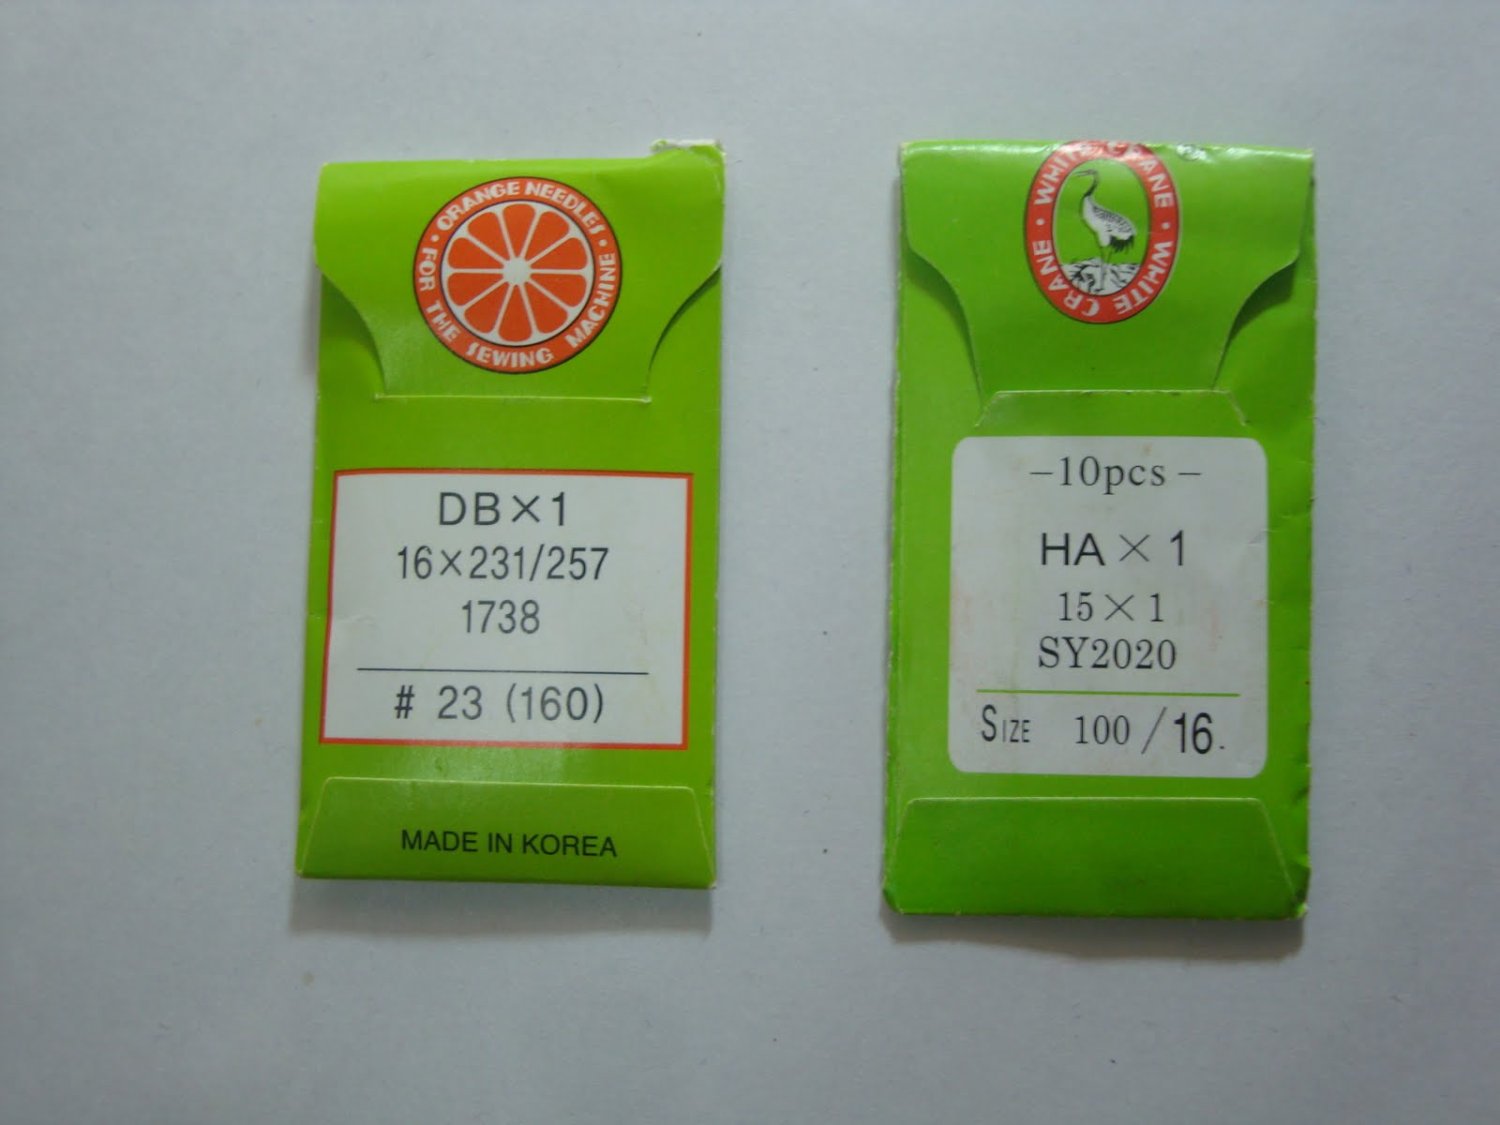 ORANGE NEEDLES · FOR THE SEWING MACHINE ·
DB×1
16×231/257
1738
# 23 (160)
MADE IN KOREA
WHITE CRANE · WHITE CRANE ·
-10pcs-
HA×1
15×1
SY2020
SIZE 100/16.